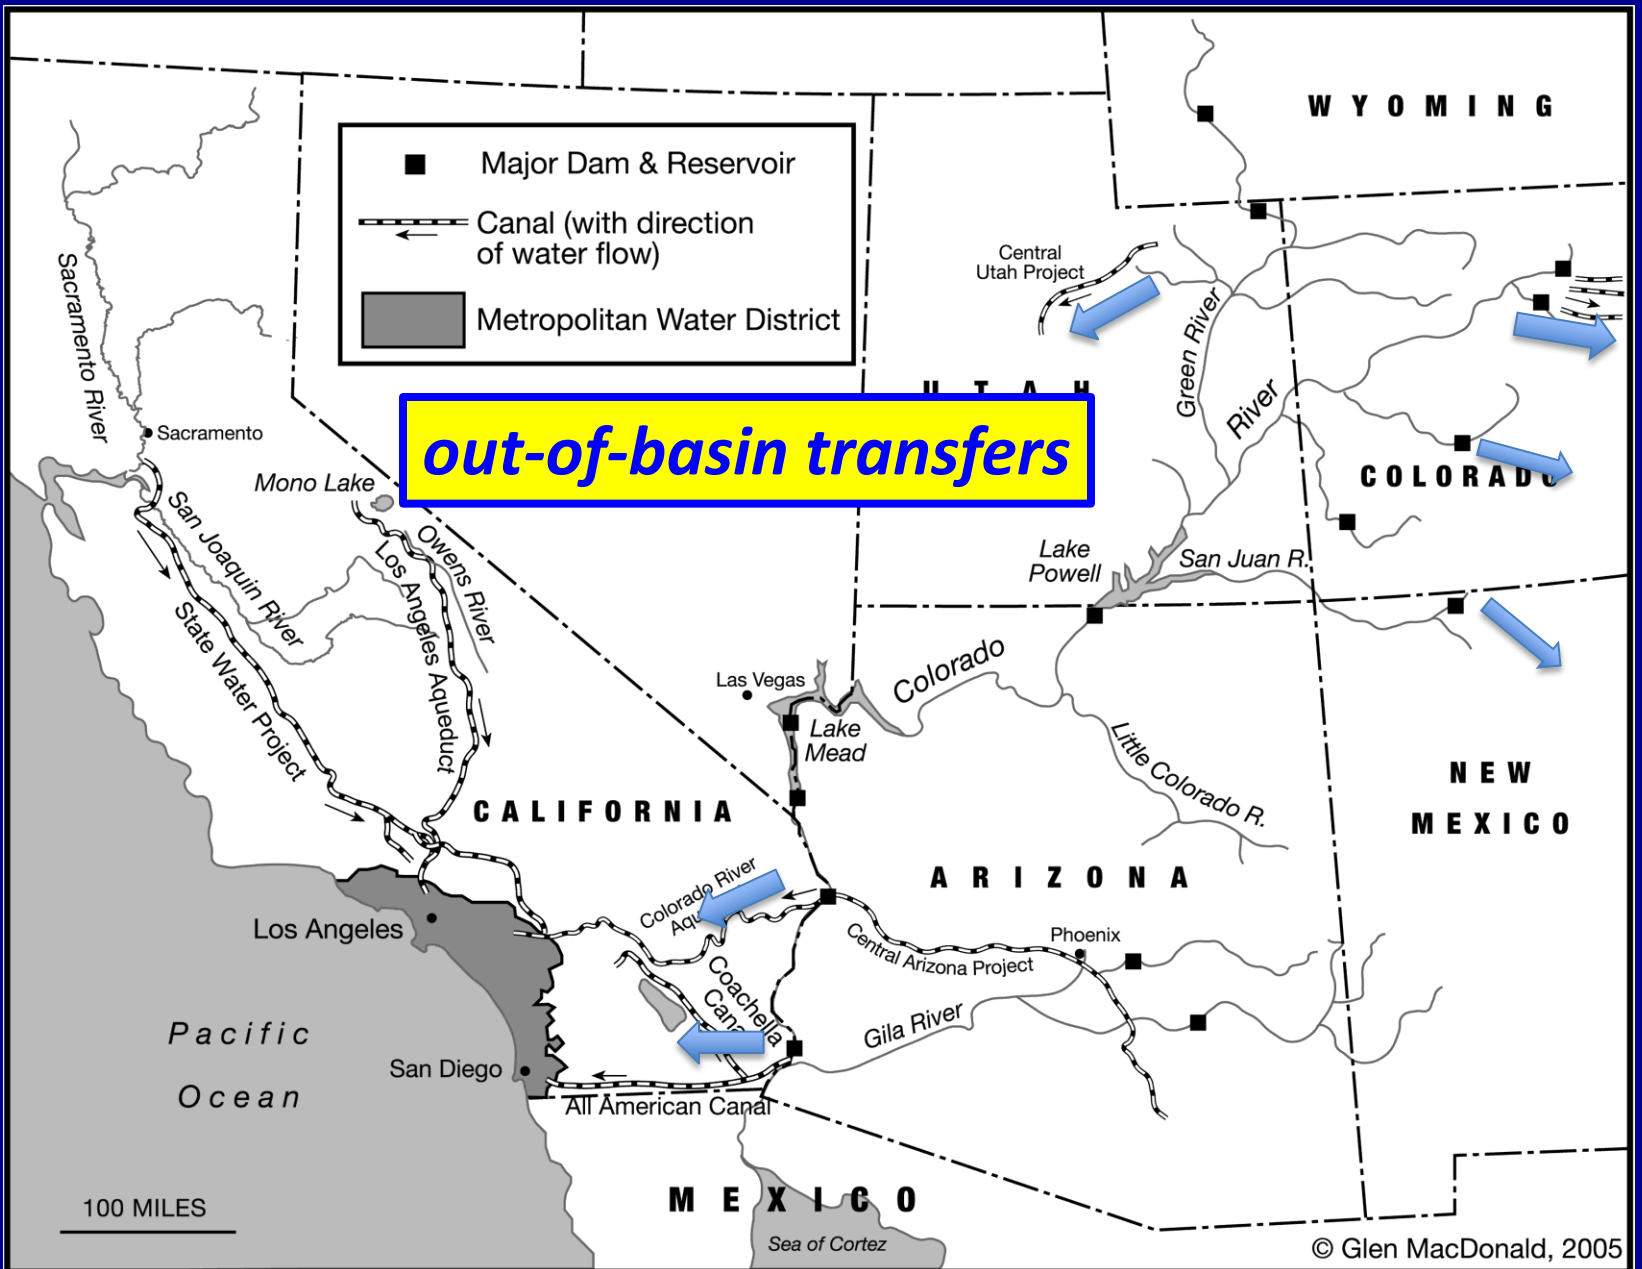 WYOMING
Major Dam & Reservoir
Canal (with direction
of water flow)
Metropolitan Water District
Central
Utah Project
Sacramento River
Green River
River
UTAH
out-of-basin transfers
Sacramento
Mono Lake
COLORADO
San Joaquin River
Owens River
Los Angeles Aqueduct
State Water Project
Lake
Powell
San Juan R.
Las Vegas
Colorado
Lake
Mead
Little Colorado R.
NEW
MEXICO
CALIFORNIA
ARIZONA
Colorado River
Los Angeles
Central Arizona Project
Phoenix
Coachella
Canal
Gila River
Pacific
Ocean
San Diego
All American Canal
MEXICO
100 MILES
Sea of Cortez
© Glen MacDonald, 2005